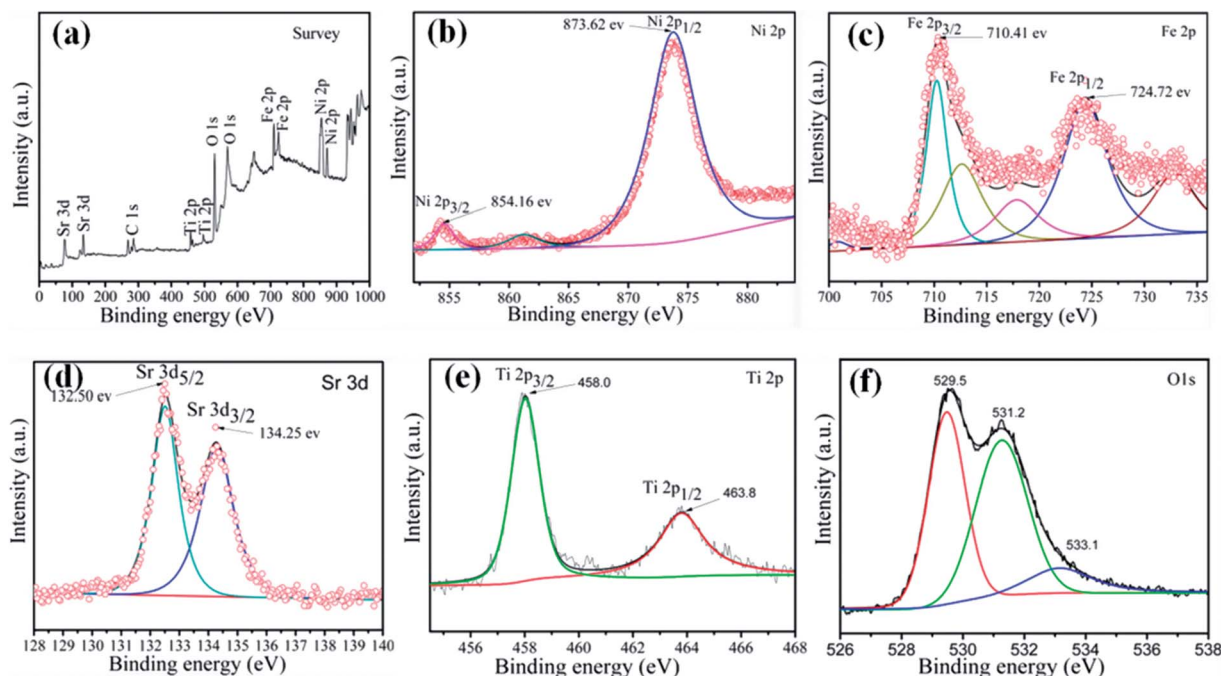 (a)
Survey
Intensity (a.u.)
Sr 3d
Sr 3d
C 1s
Ti 2p
Ti 2p
O 1s
O 1s
Fe 2p
Fe 2p
Ni 2p
Ni 2p
0 100 200 300 400 500 600 700 800 900 1000
Binding energy (eV)
(b)
873.62 ev
Ni 2p1/2
Ni 2p
Intensity (a.u.)
Ni 2p3/2
854.16 ev
855 860 865 870 875 880
Binding energy (eV)
(c)
Fe 2p3/2
710.41 ev
Fe 2p
Intensity (a.u.)
Fe 2p1/2
724.72 ev
700 705 710 715 720 725 730 735
Binding energy (eV)
(d)
Sr 3d5/2
132.50 ev
Sr 3d
Intensity (a.u.)
Sr 3d3/2
134.25 ev
128 129 130 131 132 133 134 135 136 137 138 139 140
Binding energy (eV)
(e)
Ti 2p3/2
458.0
Ti 2p
Intensity (a.u.)
Ti 2p1/2
463.8
456 458 460 462 464 466 468
Binding energy (eV)
(f)
529.5
O1s
Intensity (a.u.)
531.2
533.1
526 528 530 532 534 536 538
Binding energy (eV)